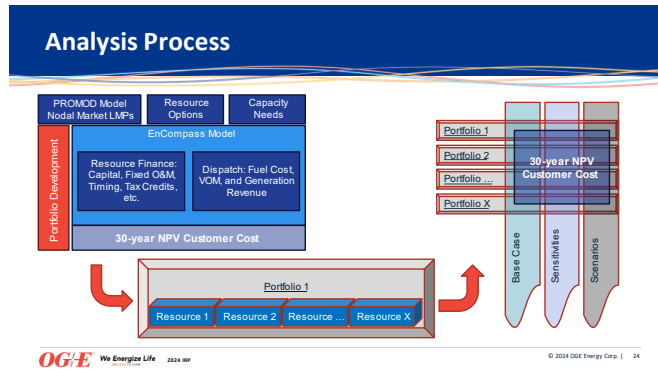 Analysis Process
PROMOD Model
Nodal Market LMPs
Resource
Options
Capacity
Needs
Portfolio Development
EnCompass Model
Resource Finance:
Capital, Fixed O&M,
Timing, Tax Credits,
etc.
Dispatch: Fuel Cost,
VOM, and Generation
Revenue
30-year NPV Customer Cost
Portfolio 1
Resource 1
Resource 2
Resource ...
Resource X
Portfolio 1
Portfolio 2
Portfolio ...
Portfolio X
30-year NPV
Customer Cost
Base Case
Sensitivities
Scenarios
OG+E
We Energize Life
2024 IRP
© 2024 OGE Energy Corp. |
24